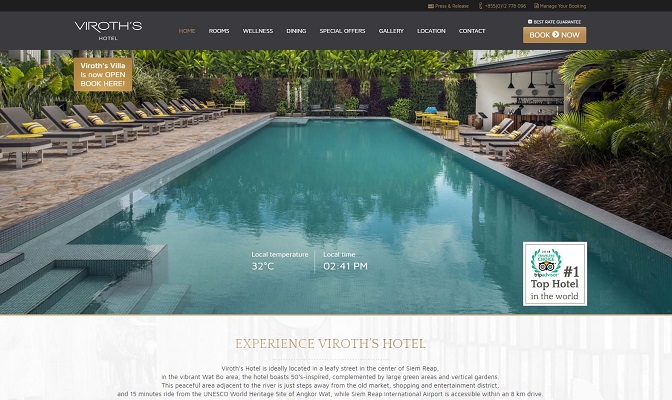 Press & Release +855(0)12 778 096 Manage Your Booking
VIROTH'S
HOTEL
HOME ROOMS WELLNESS DINING SPECIAL OFFERS GALLERY LOCATION CONTACT
BEST RATE GUARANTEE
BOOK NOW
Viroth's Villa
Is now OPEN
BOOK HERE!
Local temperature
32°C
Local time
02:41 PM
tripadvisor
#1
Top Hotel
in the world
EXPERIENCE VIROTH'S HOTEL
Viroth's Hotel is ideally located in a leafy street in the center of Siem Reap.
In the vibrant Wat Bo area, the hotel boasts 50's-inspired, complemented by large green areas and vertical gardens.
This peaceful area adjacent to the river is just steps away from the old market, shopping and entertainment district,
and 15 minutes ride from the UNESCO World Heritage Site of Angkor Wat, while Siem Reap International Airport is accessible within an 8 km drive.